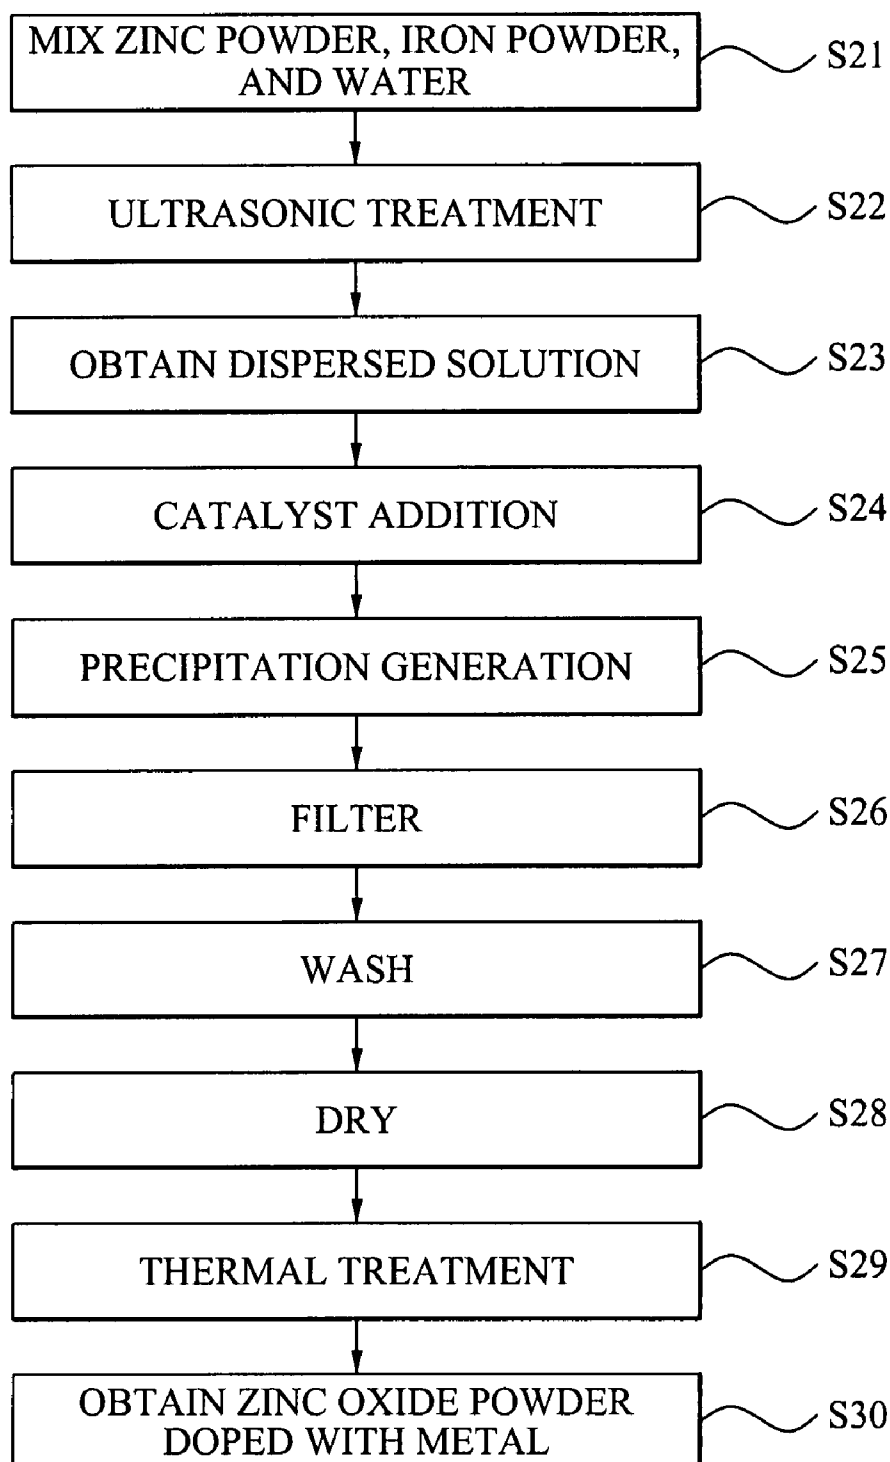 MIX ZINC POWDER, IRON POWDER,
AND WATER
S21
ULTRASONIC TREATMENT
S22
OBTAIN DISPERSED SOLUTION
S23
CATALYST ADDITION
S24
PRECIPITATION GENERATION
S25
FILTER
S26
WASH
S27
DRY
S28
THERMAL TREATMENT
S29
OBTAIN ZINC OXIDE POWDER
DOPED WITH METAL
S30